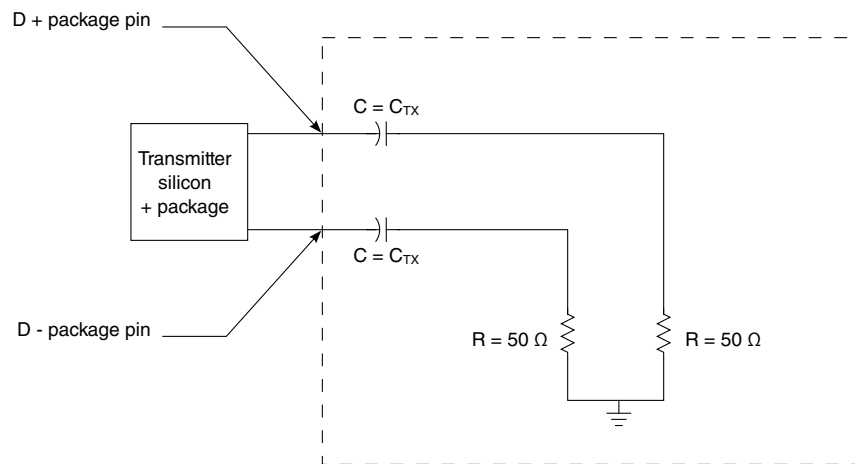 D + package pin
C = CTX
Transmitter
silicon
+ package
C = CTX
D - package pin
R = 50 Ω
R = 50 Ω